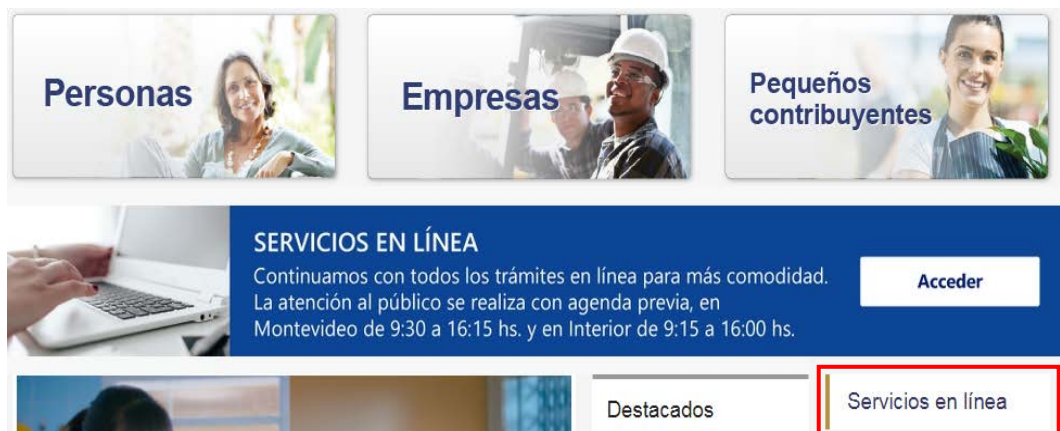 Personas
Empresas
Pequeños
contribuyentes
SERVICIOS EN LÍNEA
Continuamos con todos los trámites en línea para más comodidad.
La atención al público se realiza con agenda previa, en
Montevideo de 9:30 a 16:15 hs. y en Interior de 9:15 a 16:00 hs.
Acceder
Destacados
Servicios en línea